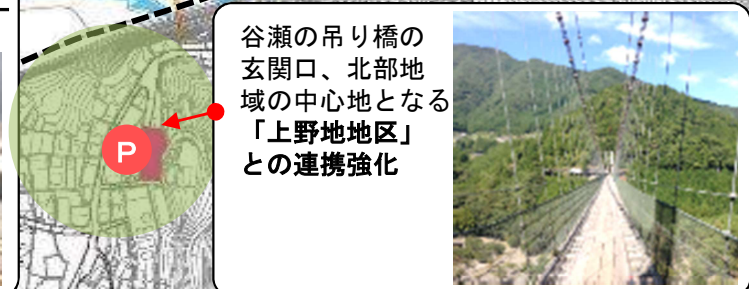 谷瀬の吊り橋の
玄関口、北部地
域の中心地となる
「上野地地区」
との連携強化
P